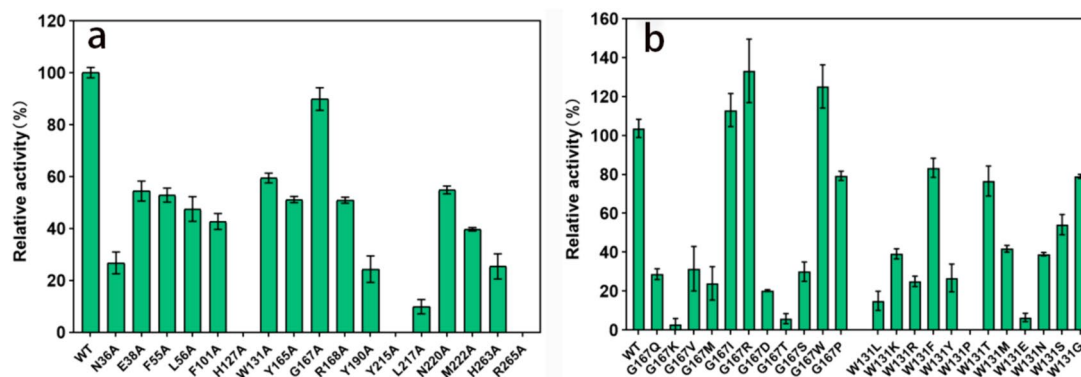 a
Relative activity (%)
120
100
80
60
40
20
0
WT
N36A
E38A
F55A
L56A
F101A
H127A
W131A
Y165A
G167A
R168A
Y190A
Y215A
L217A
N220A
M222A
H263A
R265A
b
Relative activity (%)
160
140
120
100
80
60
40
20
0
WT
G167Q
G167K
G167V
G167M
G167I
G167R
G167D
G167T
G167S
G167W
G167P
W131L
W131K
W131R
W131F
W131Y
W131P
W131T
W131M
W131E
W131N
W131S
W131G